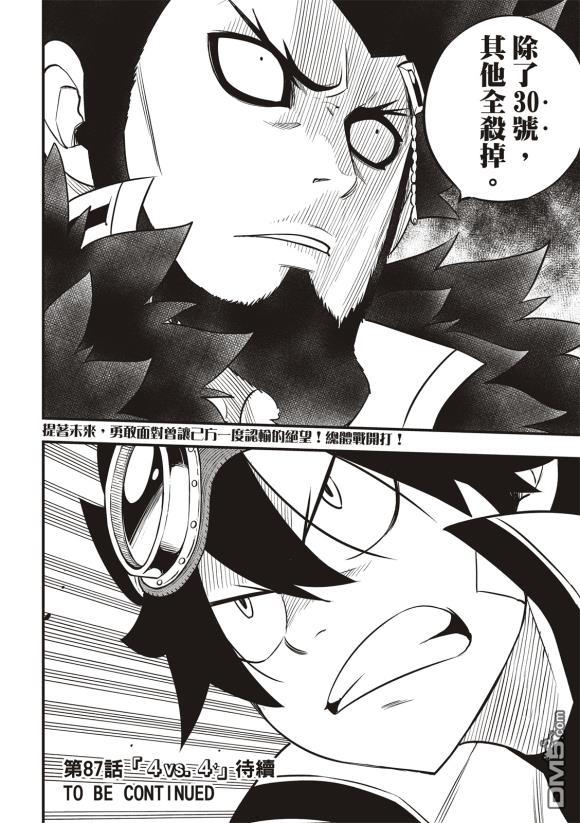 除了30號，
其他全殺掉。
提著未來，勇敢面對曾讓己方一度認輸的絕望！總體戰開打！
第87話『4 vs. 4+』待續
TO BE CONTINUED
DM5.COM